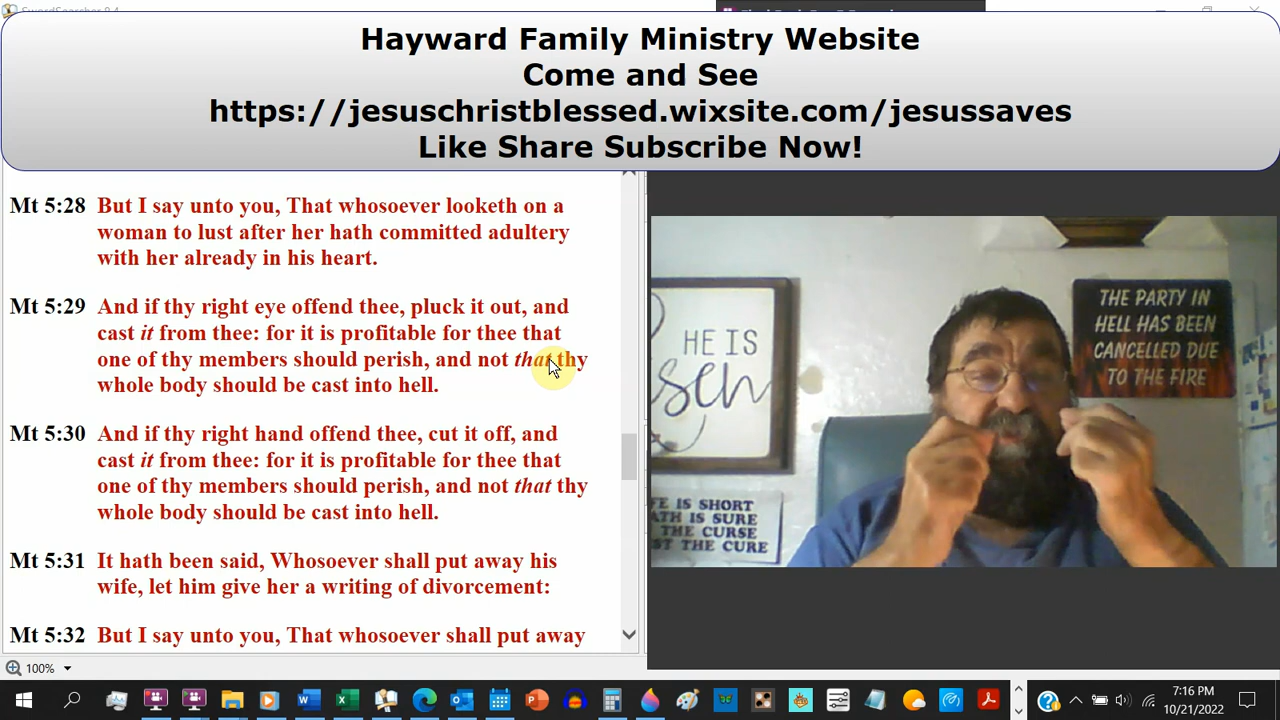 SwordSearcher 8.4
Hayward Family Ministry Website
Come and See
https://jesuschristblessed.wixsite.com/jesussaves
Like Share Subscribe Now!
Mt 5:28 But I say unto you, That whosoever looketh on a
woman to lust after her hath committed adultery
with her already in his heart.
Mt 5:29 And if thy right eye offend thee, pluck it out, and
cast it from thee: for it is profitable for thee that
one of thy members should perish, and not that thy
whole body should be cast into hell.
Mt 5:30 And if thy right hand offend thee, cut it off, and
cast it from thee: for it is profitable for thee that
one of thy members should perish, and not that thy
whole body should be cast into hell.
Mt 5:31 It hath been said, Whosoever shall put away his
wife, let him give her a writing of divorcement:
Mt 5:32 But I say unto you, That whosoever shall put away
HE IS
sen
THE PARTY IN
HELL HAS BEEN
CANCELLED DUE
TO THE FIRE
FE IS SHORT
ATH IS SURE
THE CURSE
ST THE CURE
100%
7:16 PM
10/21/2022